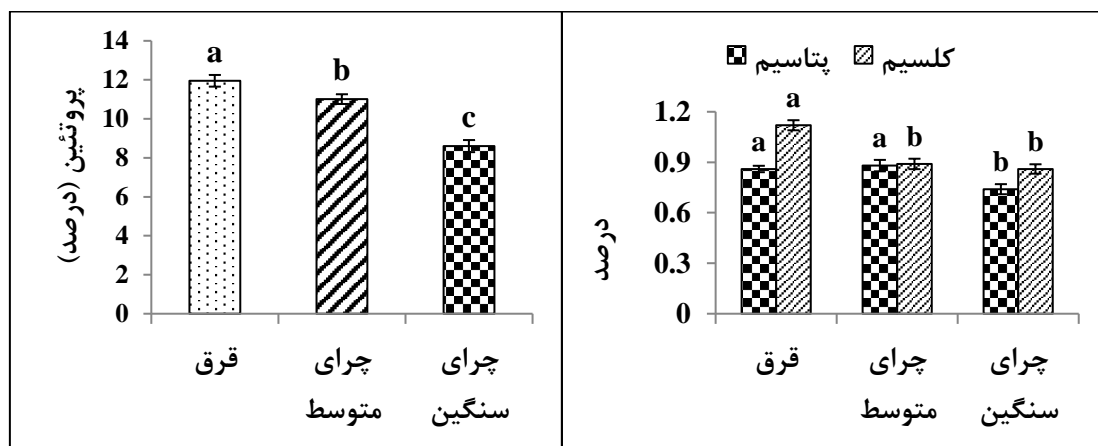 پروتئین (درصد)
14
12
10
8
6
4
2
0
a
b
c
قرق
چرای متوسط
چرای سنگین
پتاسیم
کلسیم
درصد
1.2
0.9
0.6
0.3
0
a
a
a
b
b
b
قرق
چرای متوسط
چرای سنگین